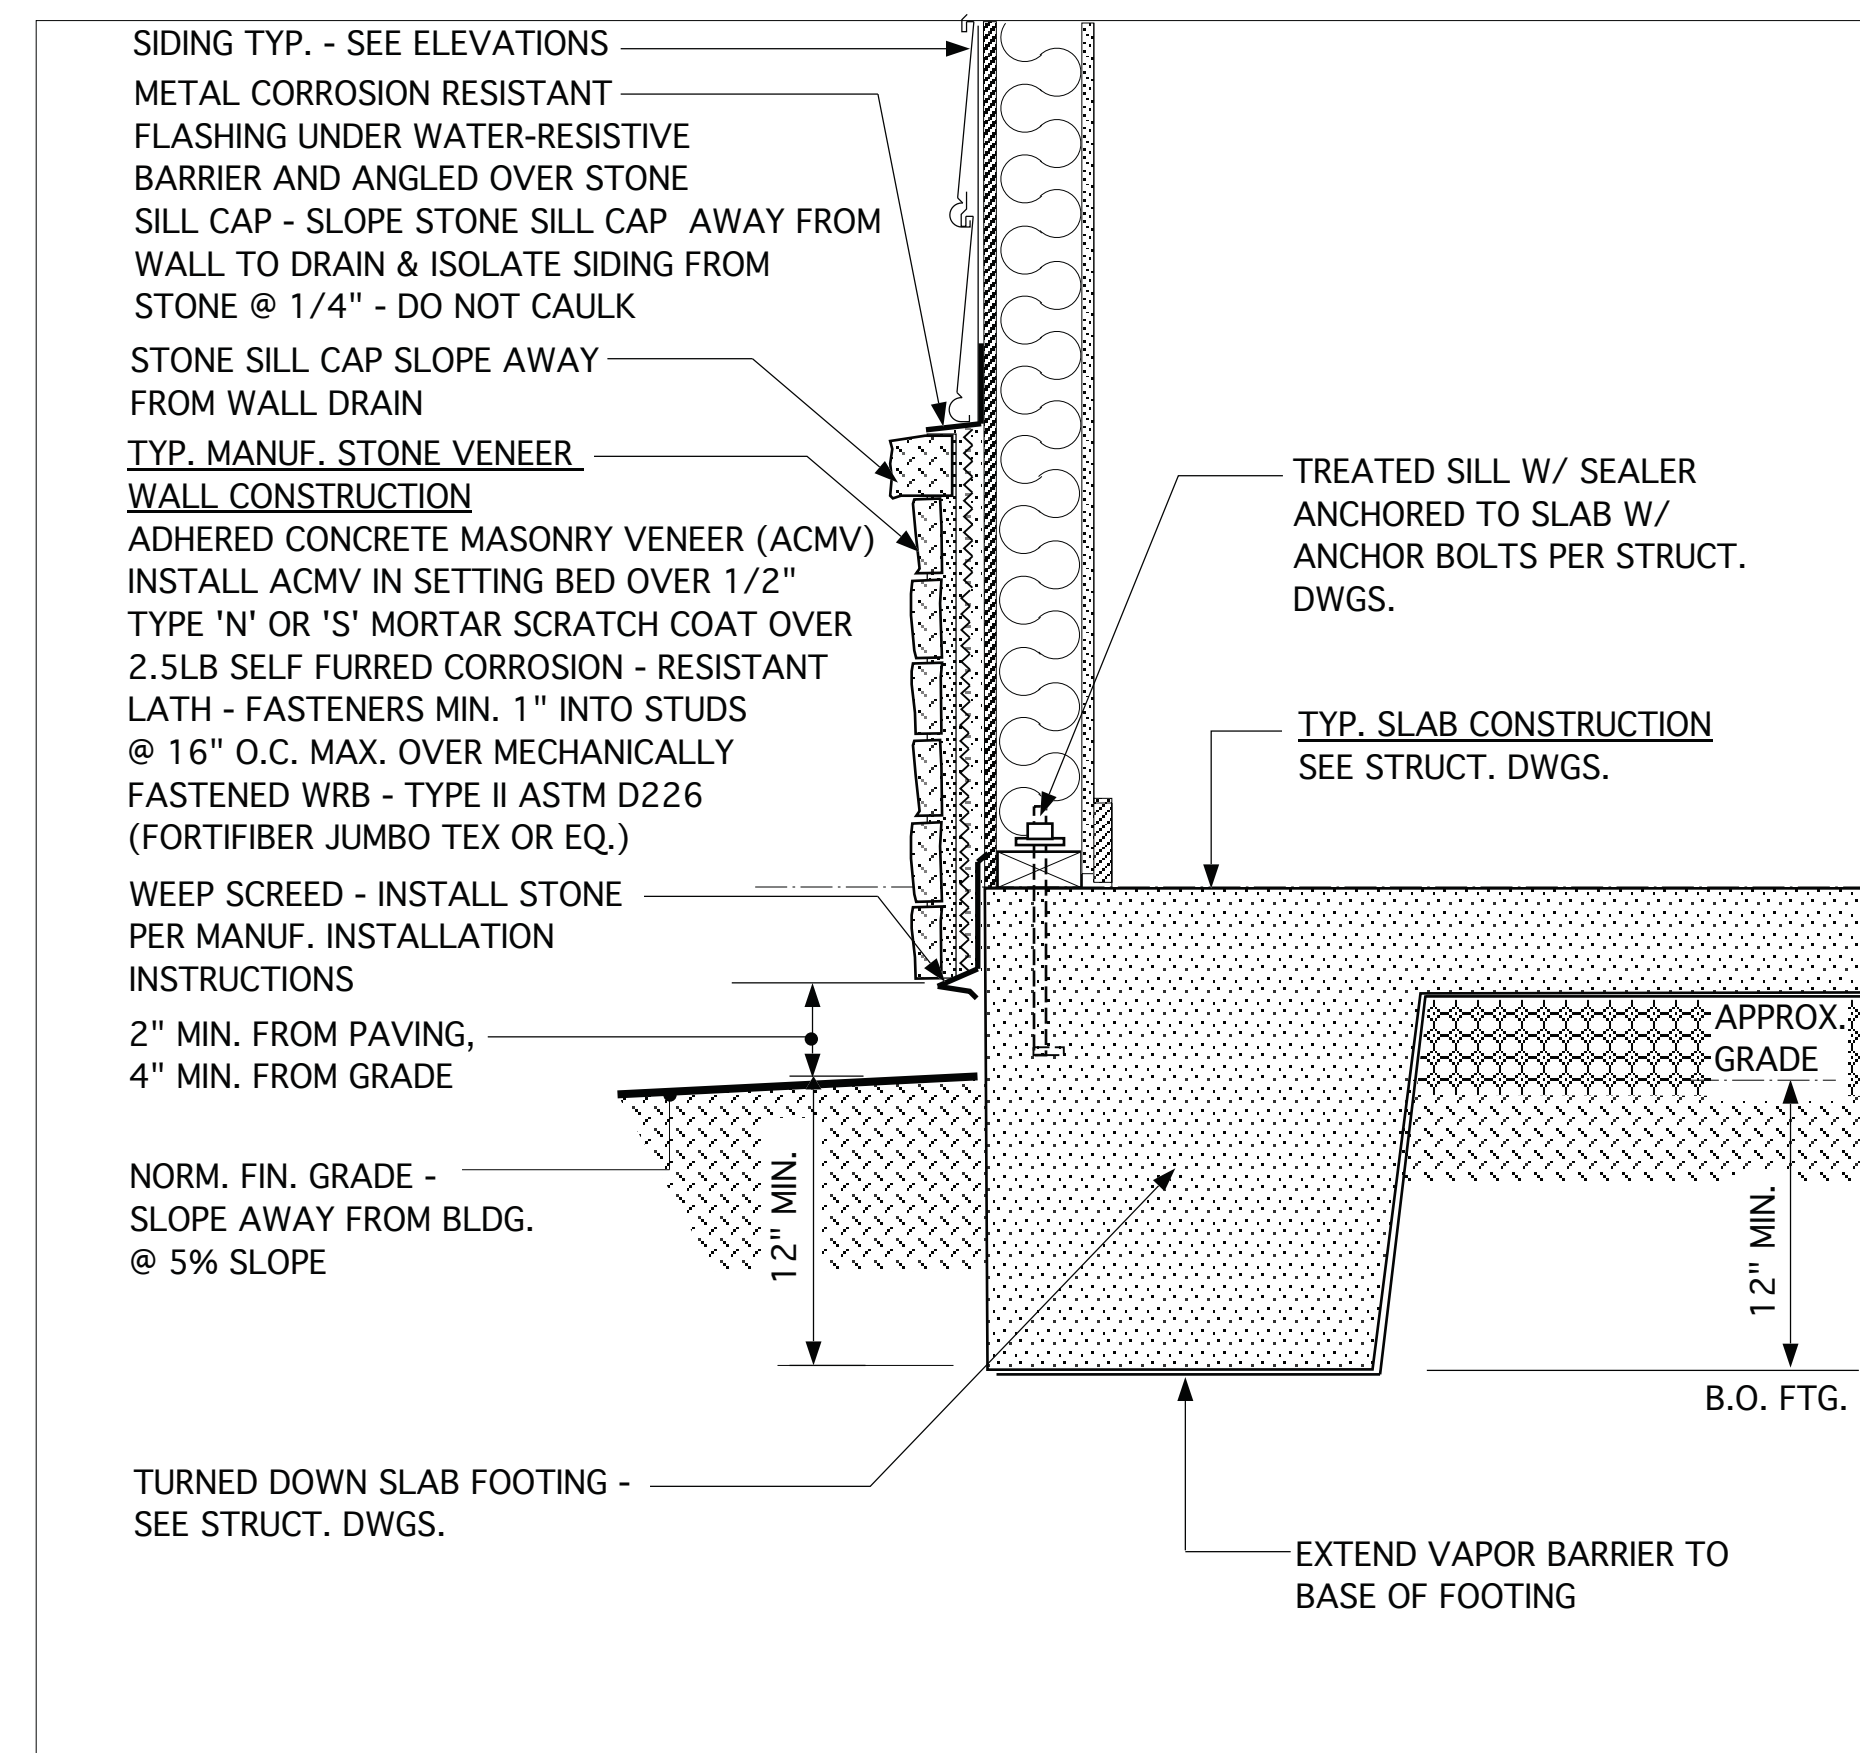 SIDING TYP. - SEE ELEVATIONS
METAL CORROSION RESISTANT
FLASHING UNDER WATER-RESISTIVE
BARRIER AND ANGLED OVER STONE
SILL CAP - SLOPE STONE SILL CAP  AWAY FROM
WALL TO DRAIN & ISOLATE SIDING FROM
STONE @ 1/4" - DO NOT CAULK
STONE SILL CAP SLOPE AWAY
FROM WALL DRAIN
TYP. MANUF. STONE VENEER
WALL CONSTRUCTION
ADHERED CONCRETE MASONRY VENEER (ACMV)
INSTALL ACMV IN SETTING BED OVER 1/2"
TYPE 'N' OR 'S' MORTAR SCRATCH COAT OVER
2.5LB SELF FURRED CORROSION - RESISTANT
LATH - FASTENERS MIN. 1" INTO STUDS
@ 16" O.C. MAX. OVER MECHANICALLY
FASTENED WRB - TYPE II ASTM D226
(FORTIFIBER JUMBO TEX OR EQ.)
WEEP SCREED - INSTALL STONE
PER MANUF. INSTALLATION
INSTRUCTIONS
2" MIN. FROM PAVING,
4" MIN. FROM GRADE
NORM. FIN. GRADE -
SLOPE AWAY FROM BLDG.
@ 5% SLOPE
12" MIN.
TURNED DOWN SLAB FOOTING -
SEE STRUCT. DWGS.
TREATED SILL W/ SEALER
ANCHORED TO SLAB W/
ANCHOR BOLTS PER STRUCT.
DWGS.
TYP. SLAB CONSTRUCTION
SEE STRUCT. DWGS.
APPROX.
GRADE
12" MIN.
B.O. FTG.
EXTEND VAPOR BARRIER TO
BASE OF FOOTING